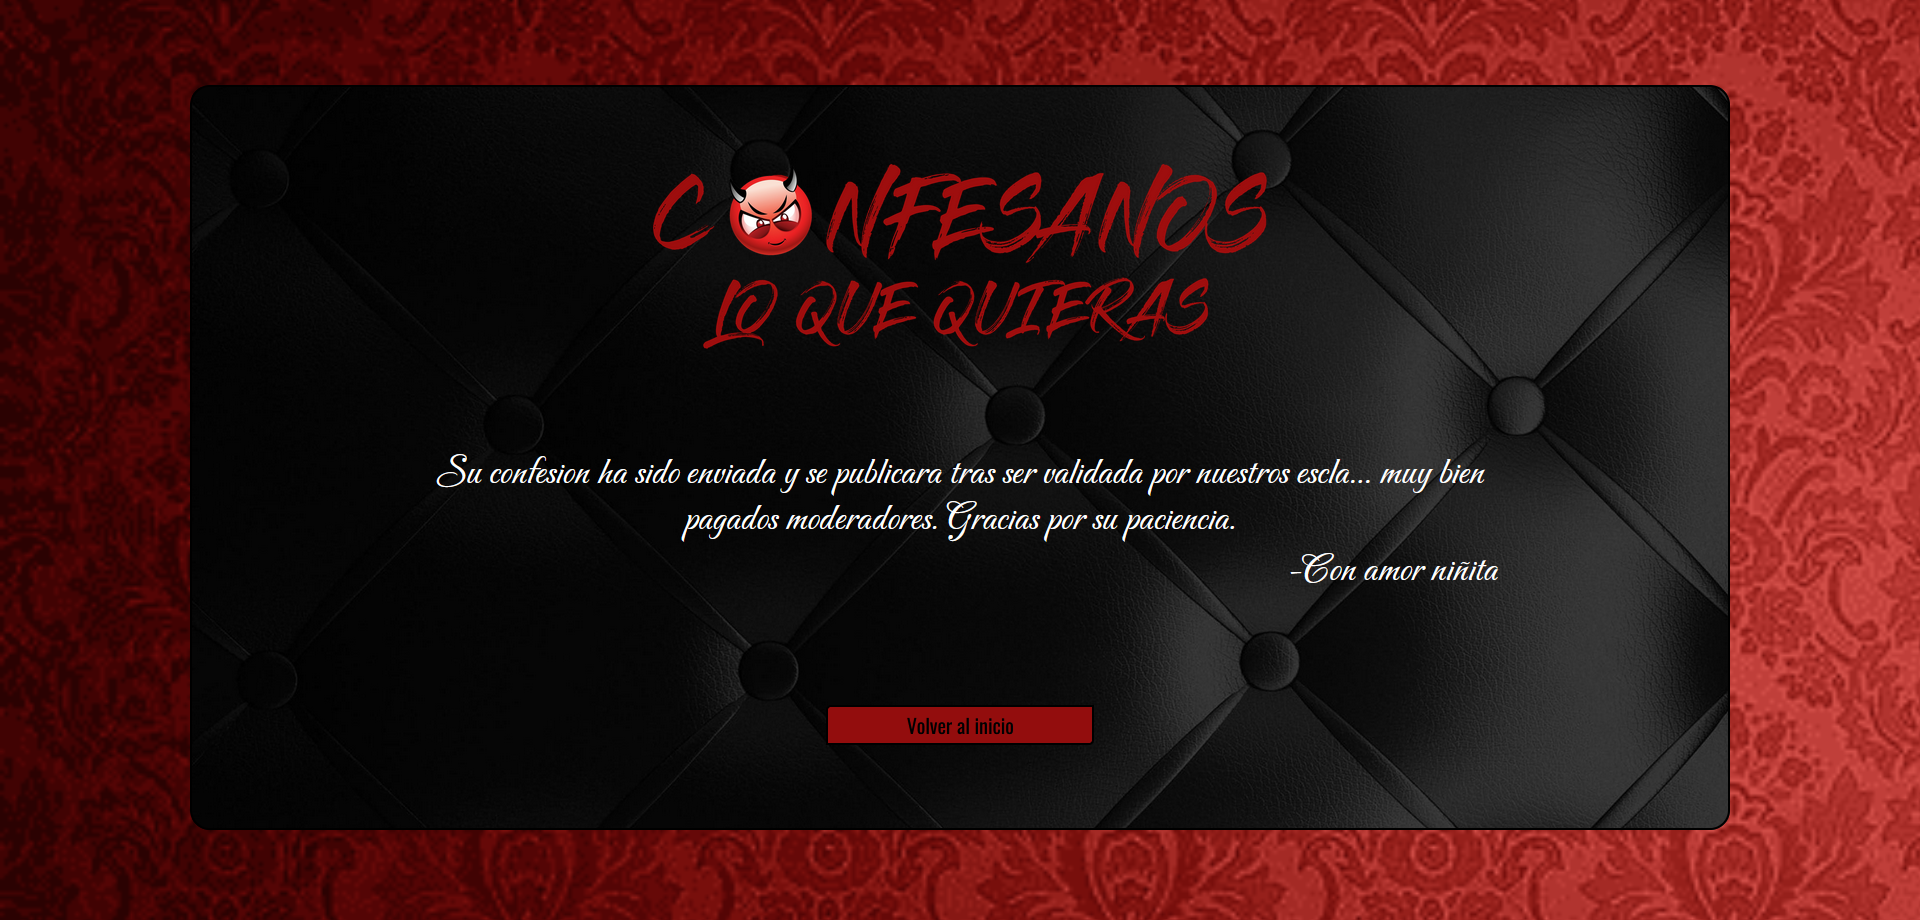 CONFESANOS
LO QUE QUIERAS
Su confesion ha sido enviada y se publicara tras ser validada por nuestros escla... muy bien
pagados moderadores. Gracias por su paciencia.
-Con amor niñita
Volver al inicio